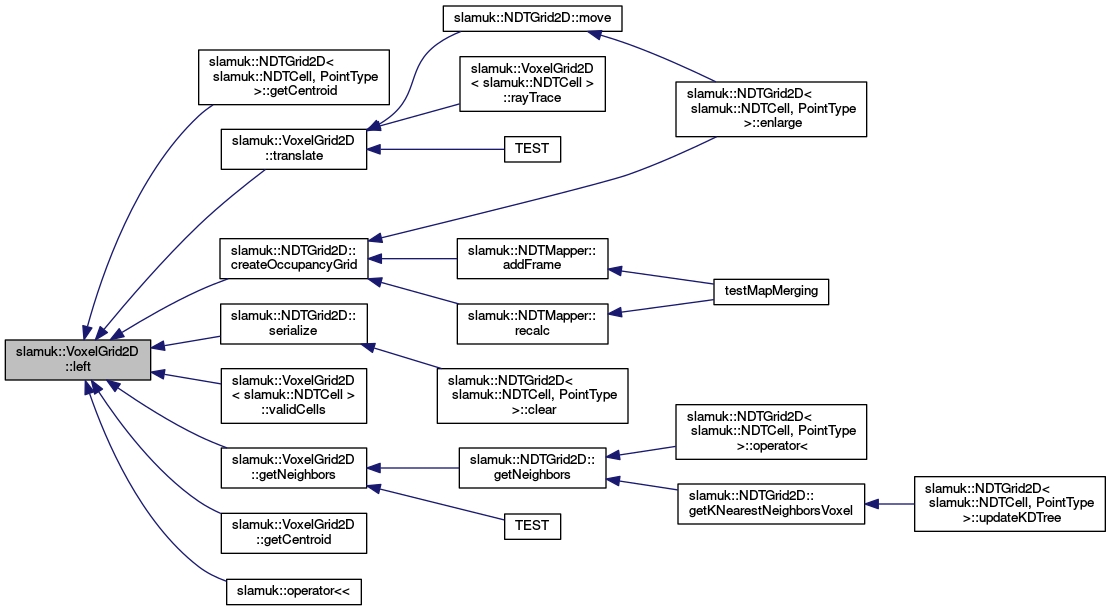 slamuk::NDTGrid2D::move
slamuk::NDTGrid2D<
slamuk::NDTCell, PointType
>::getCentroid
slamuk::VoxelGrid2D
< slamuk::NDTCell >
::rayTrace
slamuk::NDTGrid2D<
slamuk::NDTCell, PointType
>::enlarge
slamuk::VoxelGrid2D
::translate
TEST
slamuk::NDTGrid2D::
createOccupancyGrid
slamuk::NDTMapper::
addFrame
testMapMerging
slamuk::NDTGrid2D::
serialize
slamuk::NDTMapper::
recalc
slamuk::VoxelGrid2D
::left
slamuk::VoxelGrid2D
< slamuk::NDTCell >
::validCells
slamuk::NDTGrid2D<
slamuk::NDTCell, PointType
>::clear
slamuk::NDTGrid2D<
slamuk::NDTCell, PointType
>::operator<
slamuk::VoxelGrid2D
::getNeighbors
slamuk::NDTGrid2D::
getNeighbors
slamuk::NDTGrid2D::
getKNearestNeighborsVoxel
slamuk::NDTGrid2D<
slamuk::NDTCell, PointType
>::updateKDTree
slamuk::VoxelGrid2D
::getCentroid
TEST
slamuk::operator<<